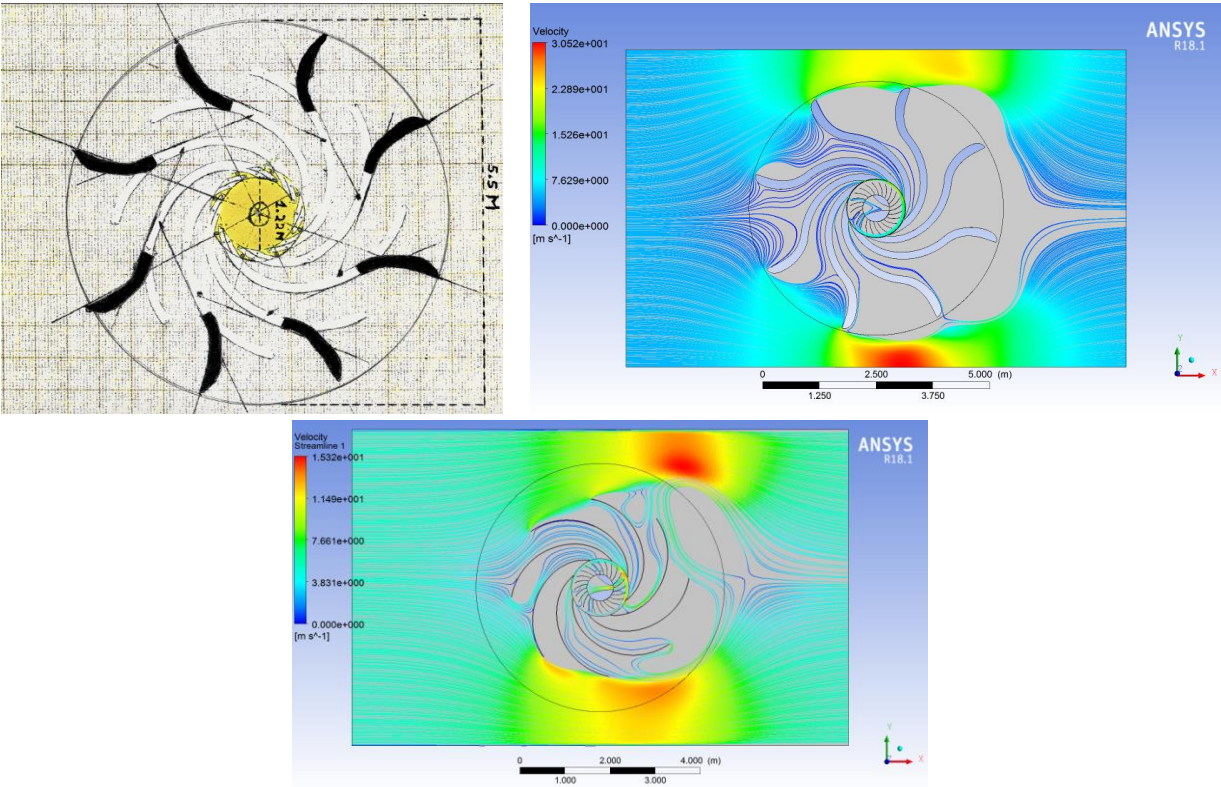 5.5 M
1.22M
Velocity
3.052e+001
2.289e+001
1.526e+001
7.629e+000
0.000e+000
[m s^-1]
ANSYS
R18.1
0 2.500 5.000 (m)
1.250 3.750
Y
X
Velocity
Streamline 1
1.532e+001
1.149e+001
7.661e+000
3.831e+000
0.000e+000
[m s^-1]
ANSYS
R18.1
0 2.000 4.000 (m)
1.000 3.000
Y
X